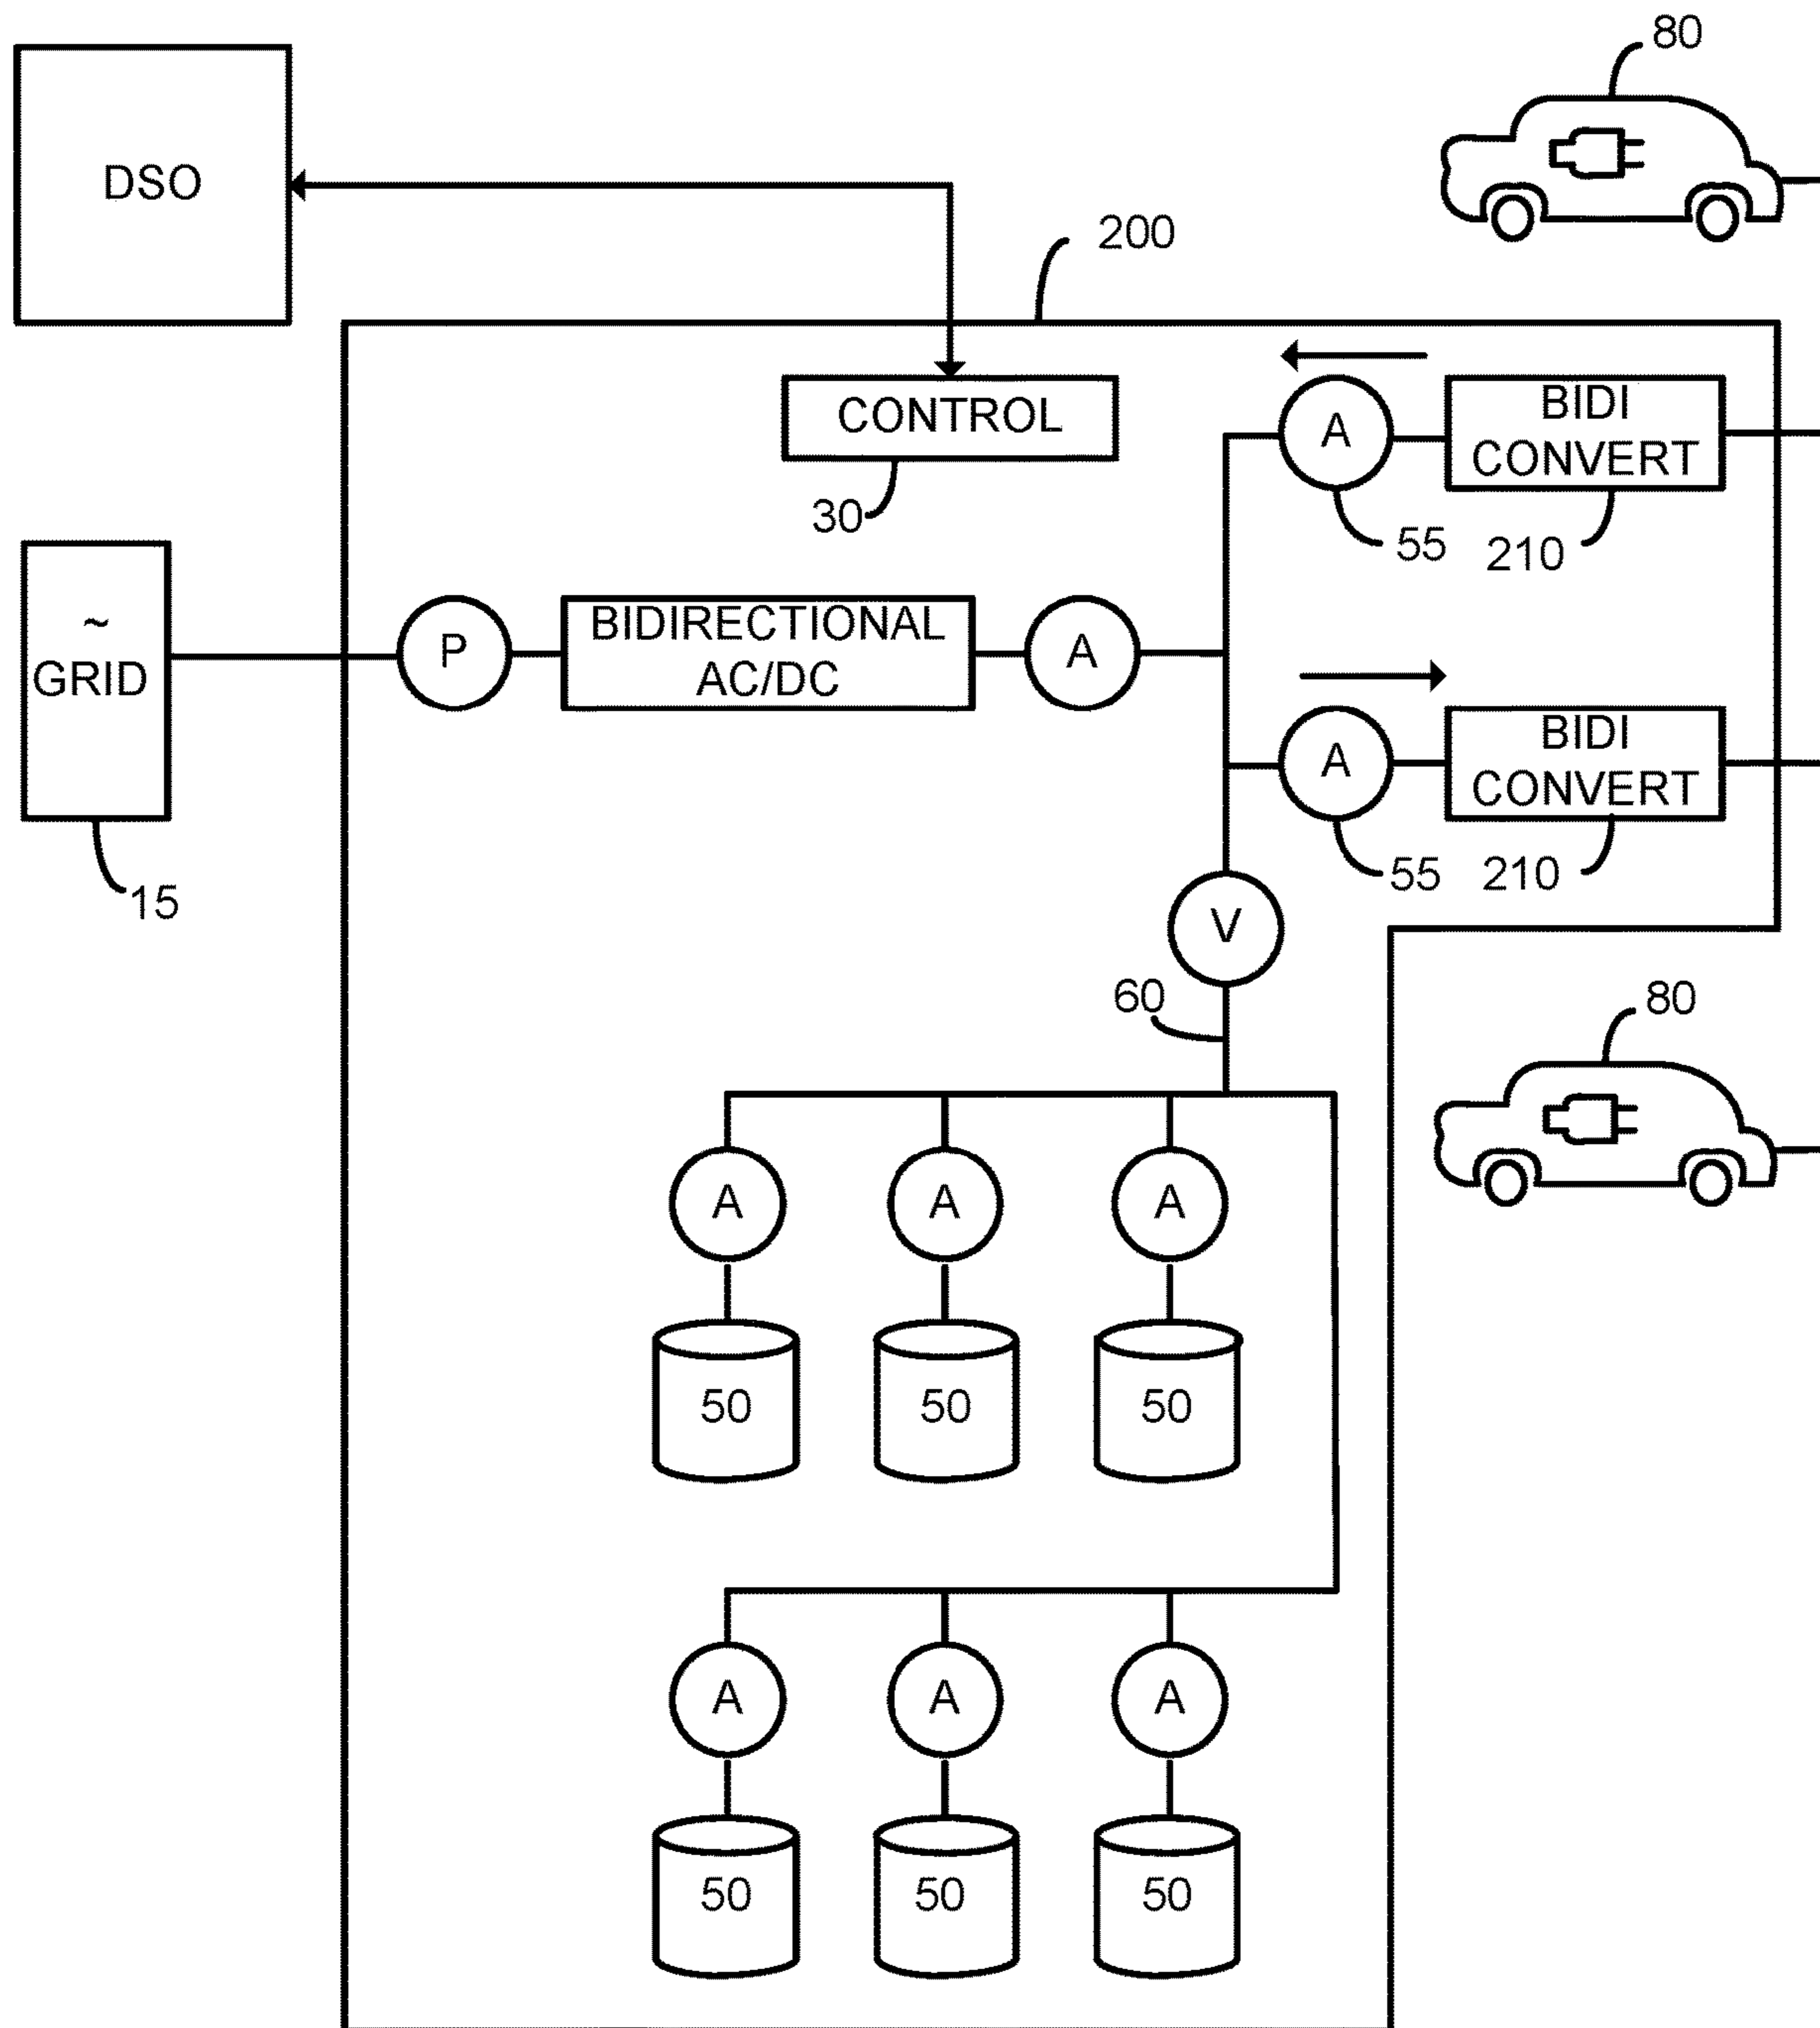 80
DSO
200
CONTROL
30
A
BIDI
CONVERT
55
210
~
GRID
15
P
BIDIRECTIONAL
AC/DC
A
A
BIDI
CONVERT
55
210
V
60
80
A
A
A
50
50
50
A
A
A
50
50
50